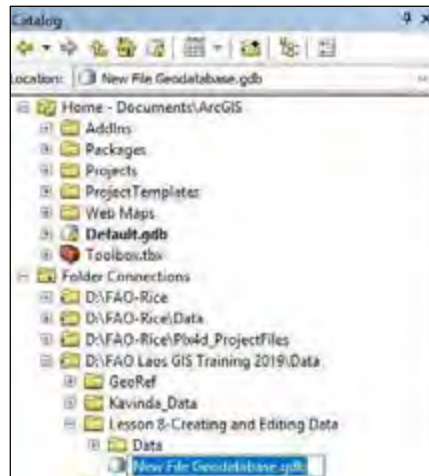 Catalog
Location: New File Geodatabase.gdb
Home - Documents\ArcGIS
AddIns
Packages
Projects
ProjectTemplates
Web Maps
Default.gdb
Toolbox.tbx
Folder Connections
D:\FAO-Rice
D:\FAO-Rice\Data
D:\FAO-Rice\Pix4d_ProjectFiles
D:\FAO Laos GIS Training 2019\Data
GeoRef
Kavinda_Data
Lesson 8-Creating and Editing Data
Data
New File Geodatabase.gdb